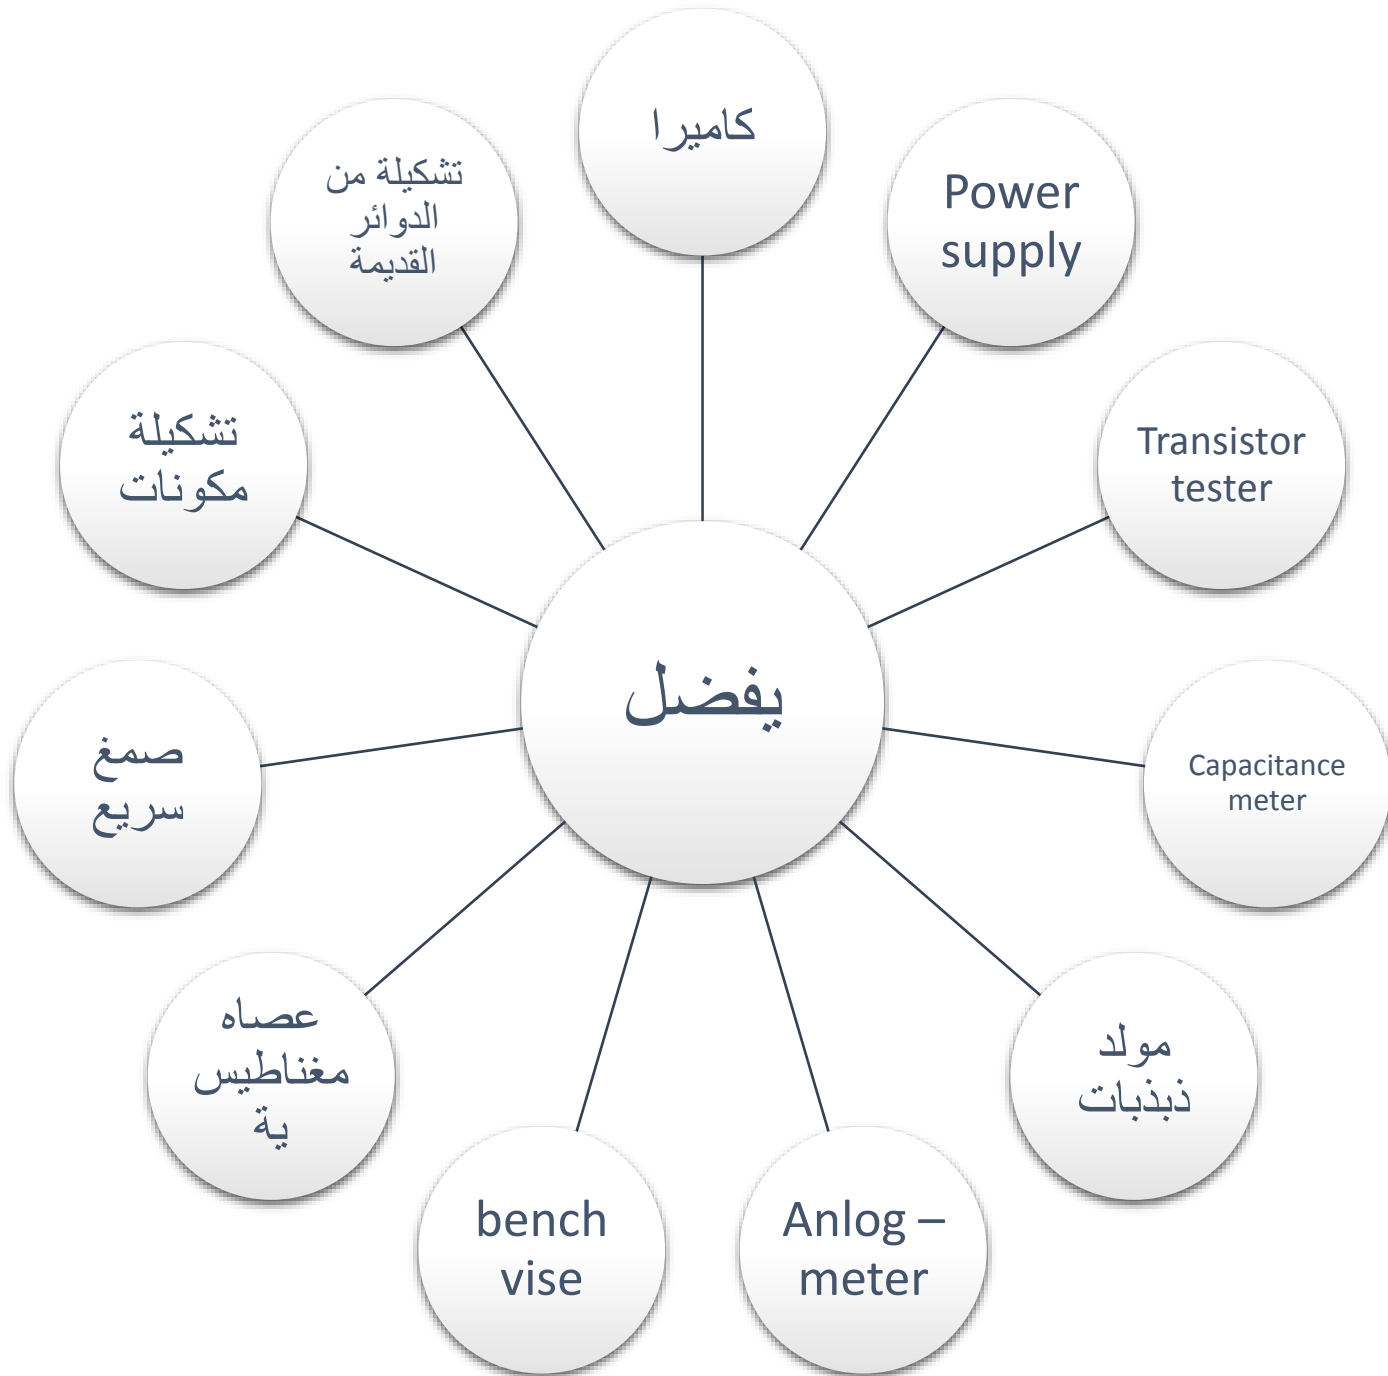 يفضل
كاميرا
Power
supply
Transistor
tester
Capacitance
meter
مولد
ذبذبات
Anlog –
meter
bench
vise
عصاه
مغناطيس
ية
صمغ
سريع
تشكيلة
مكونات
تشكيلة من
الدوائر
القديمة